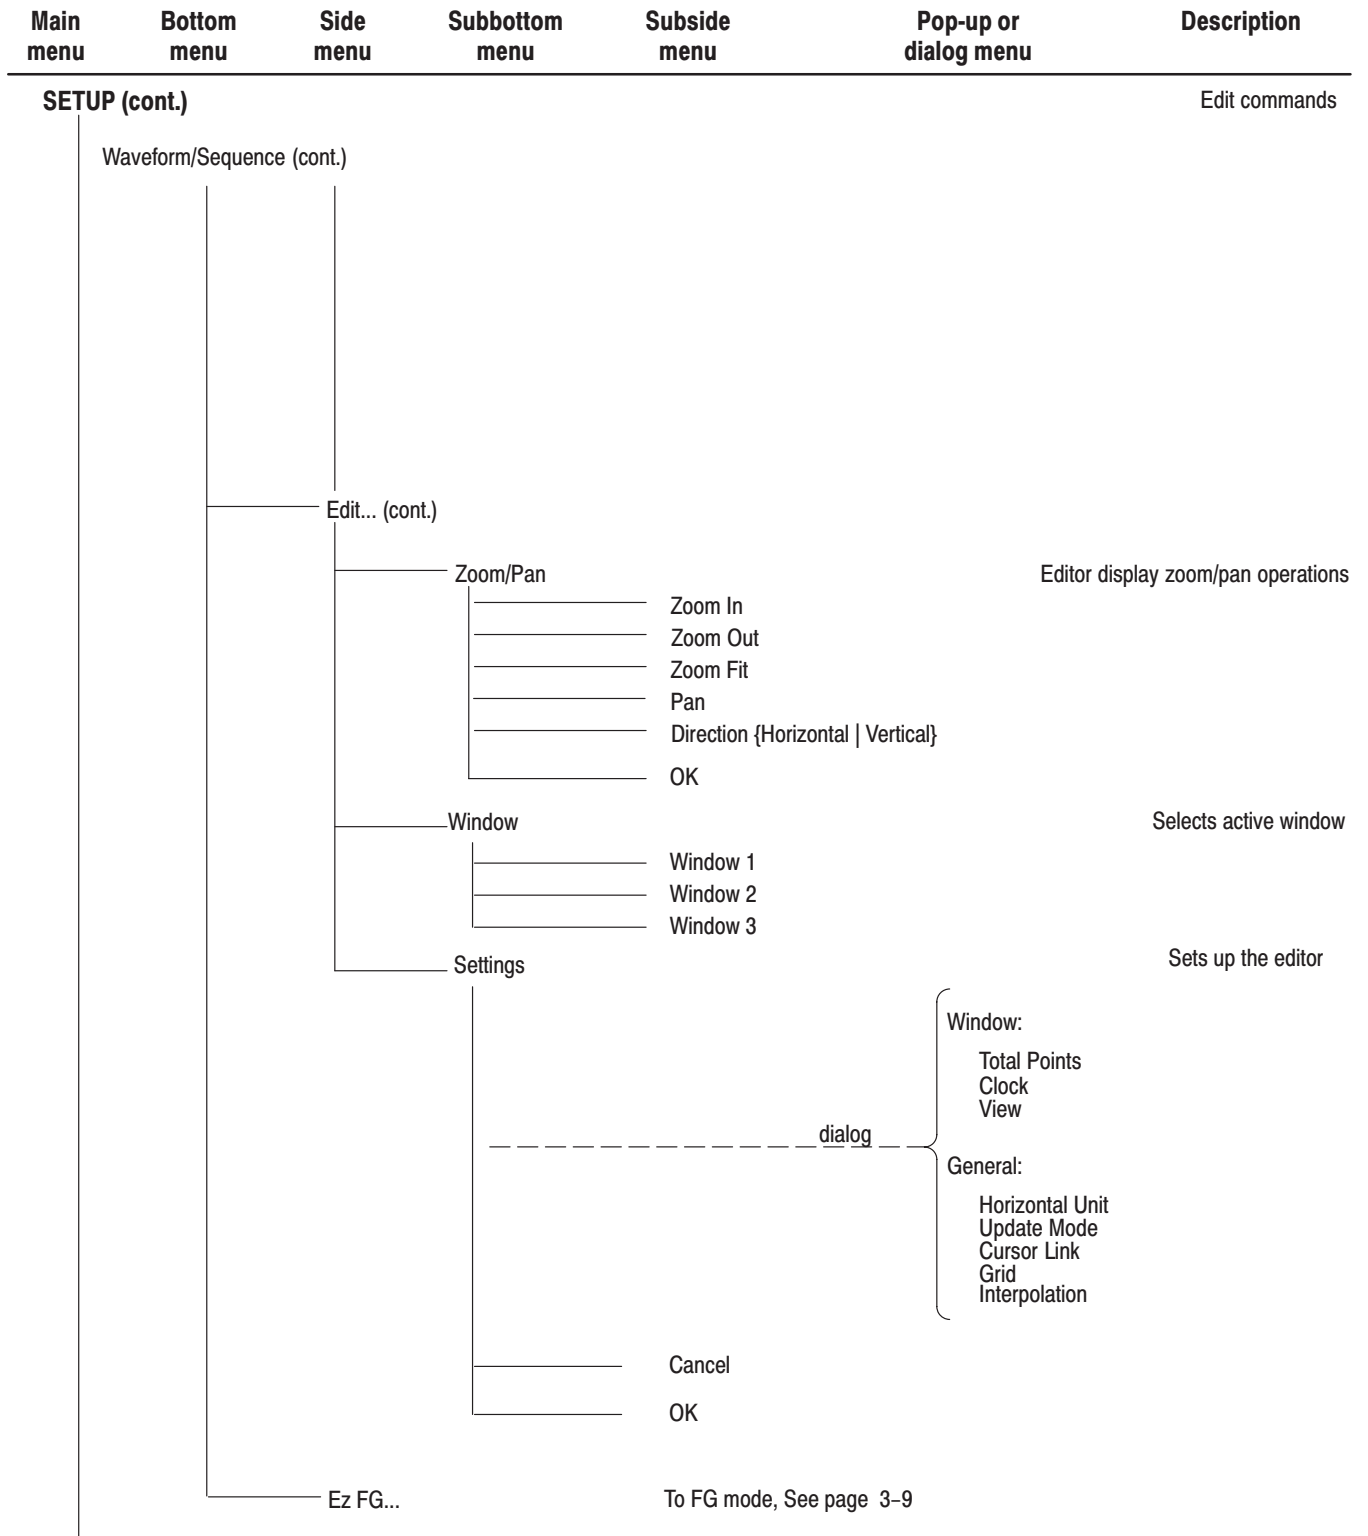 Main menu
Bottom menu
Side menu
Subbottom menu
Subside menu
Pop-up or dialog menu
Description
SETUP (cont.)
Edit commands
Waveform/Sequence (cont.)
Edit... (cont.)
Zoom/Pan
Editor display zoom/pan operations
Zoom In
Zoom Out
Zoom Fit
Pan
Direction {Horizontal | Vertical}
OK
Window
Selects active window
Window 1
Window 2
Window 3
Settings
Sets up the editor
Window:
Total Points
Clock
View
dialog
General:
Horizontal Unit
Update Mode
Cursor Link
Grid
Interpolation
Cancel
OK
Ez FG...
To FG mode, See page 3–9